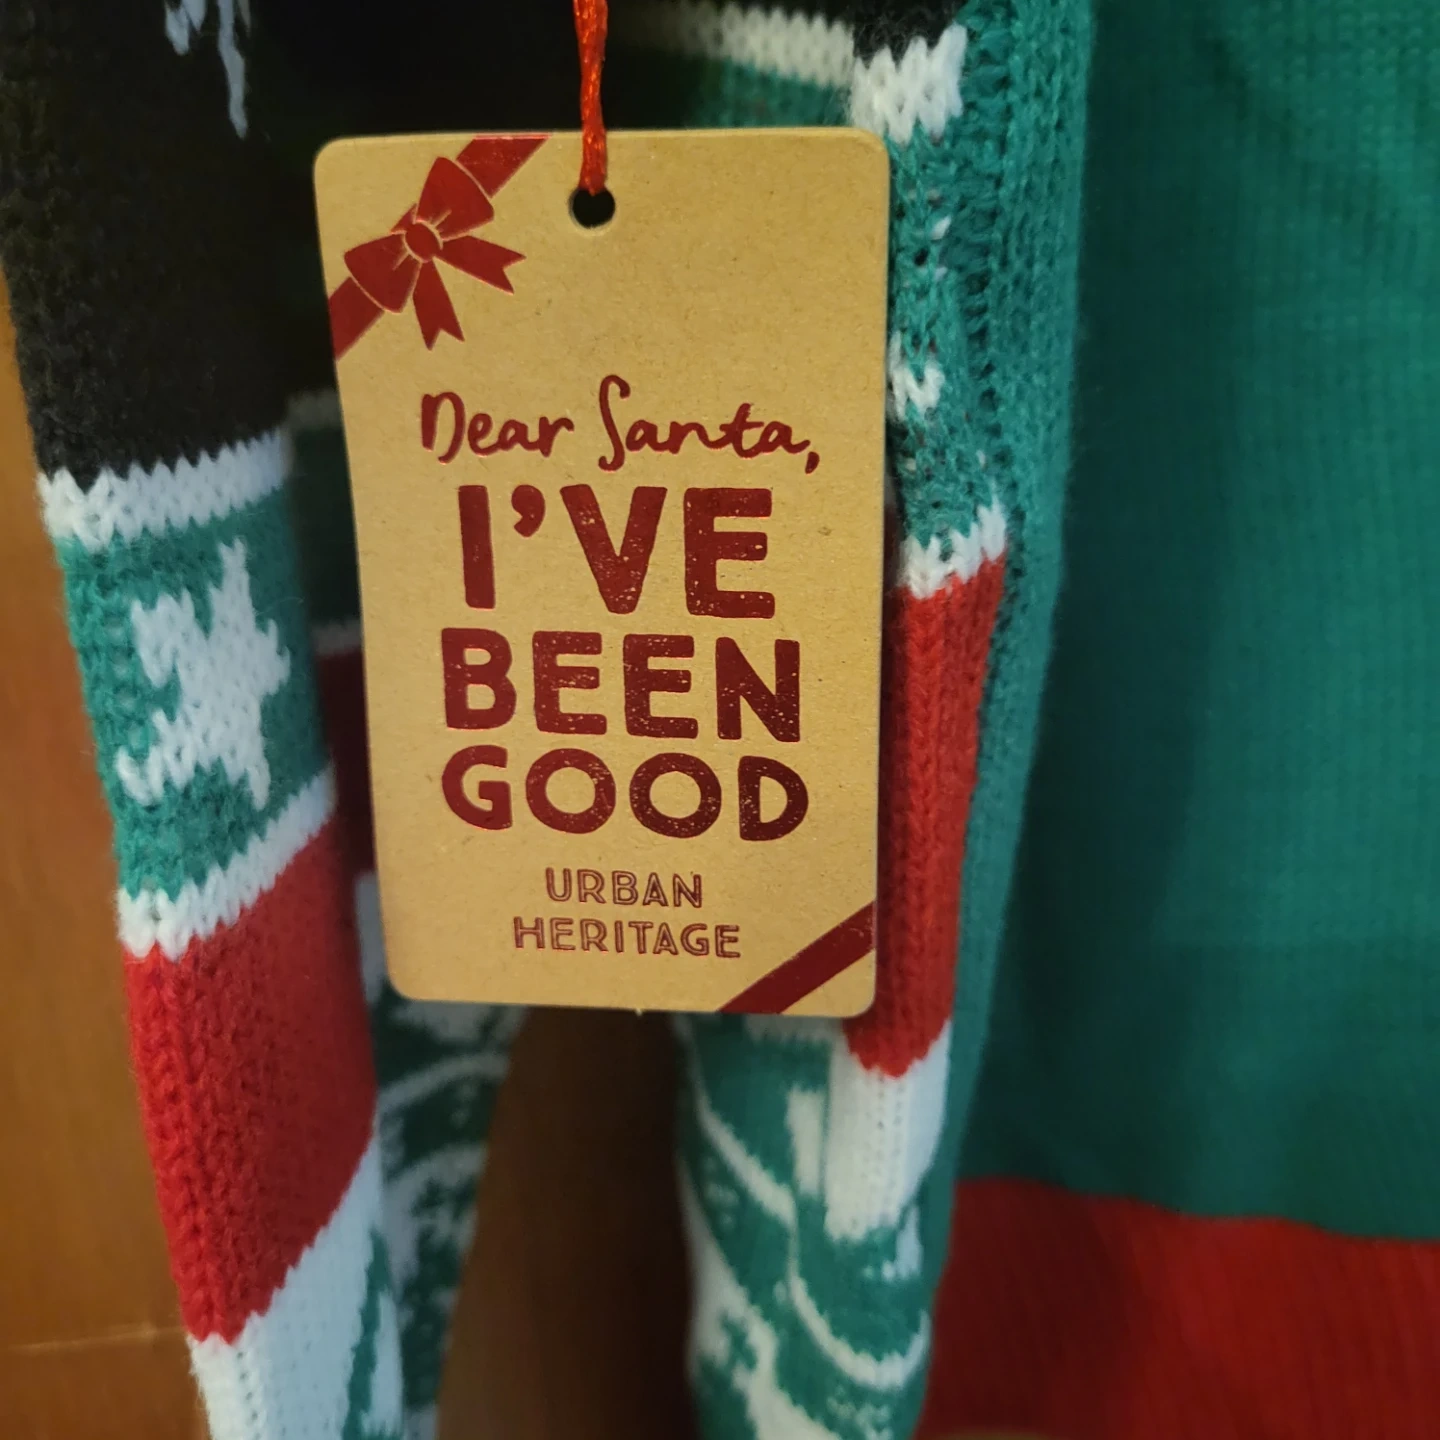 Dear Santa,
I'VE
BEEN
GOOD
URBAN
HERITAGE